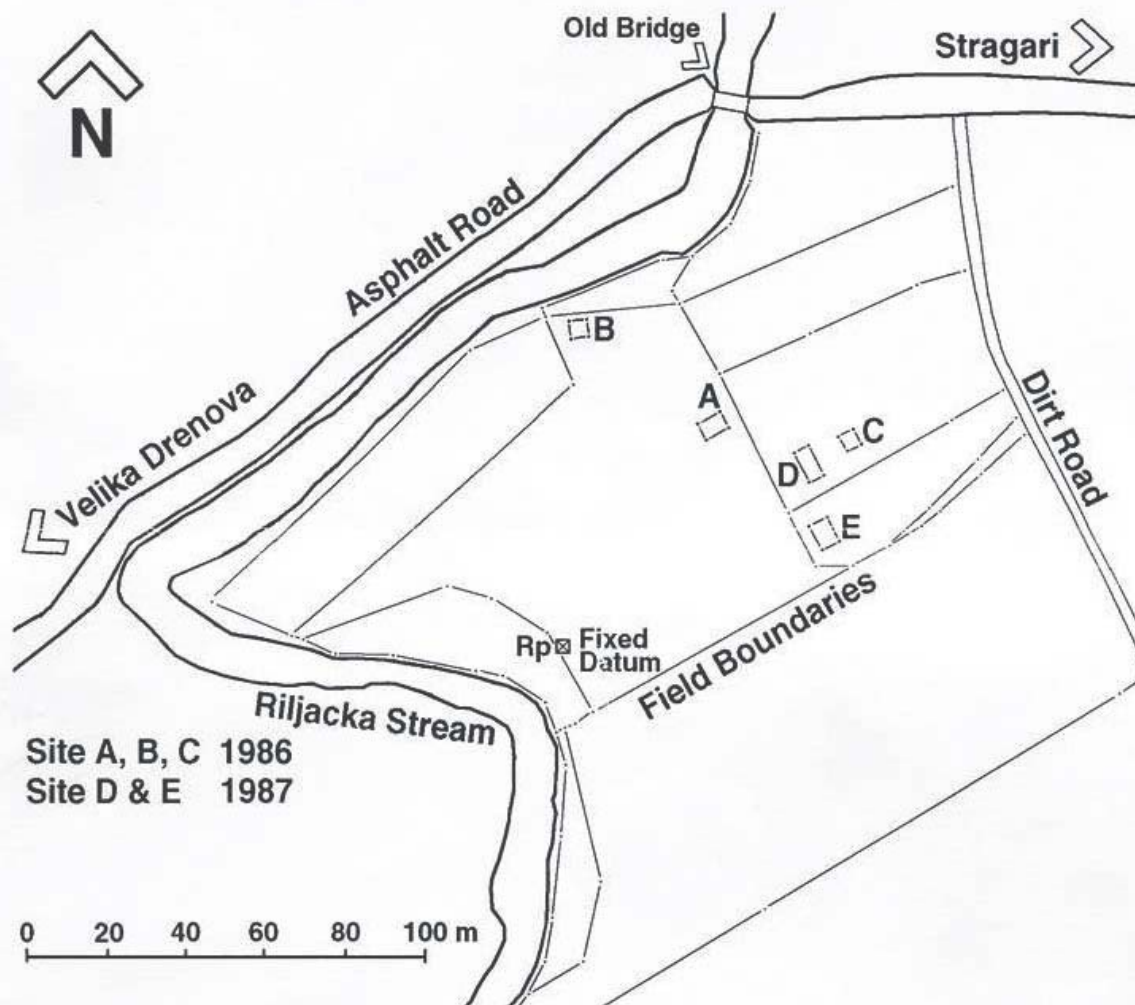 Old Bridge
Stragari
N
Asphalt Road
B
Velika Drenova
A
Dirt Road
C
D
E
Rp
Fixed
Datum
Field Boundaries
Riljacka Stream
Site A, B, C 1986
Site D & E 1987
0 20 40 60 80 100 m